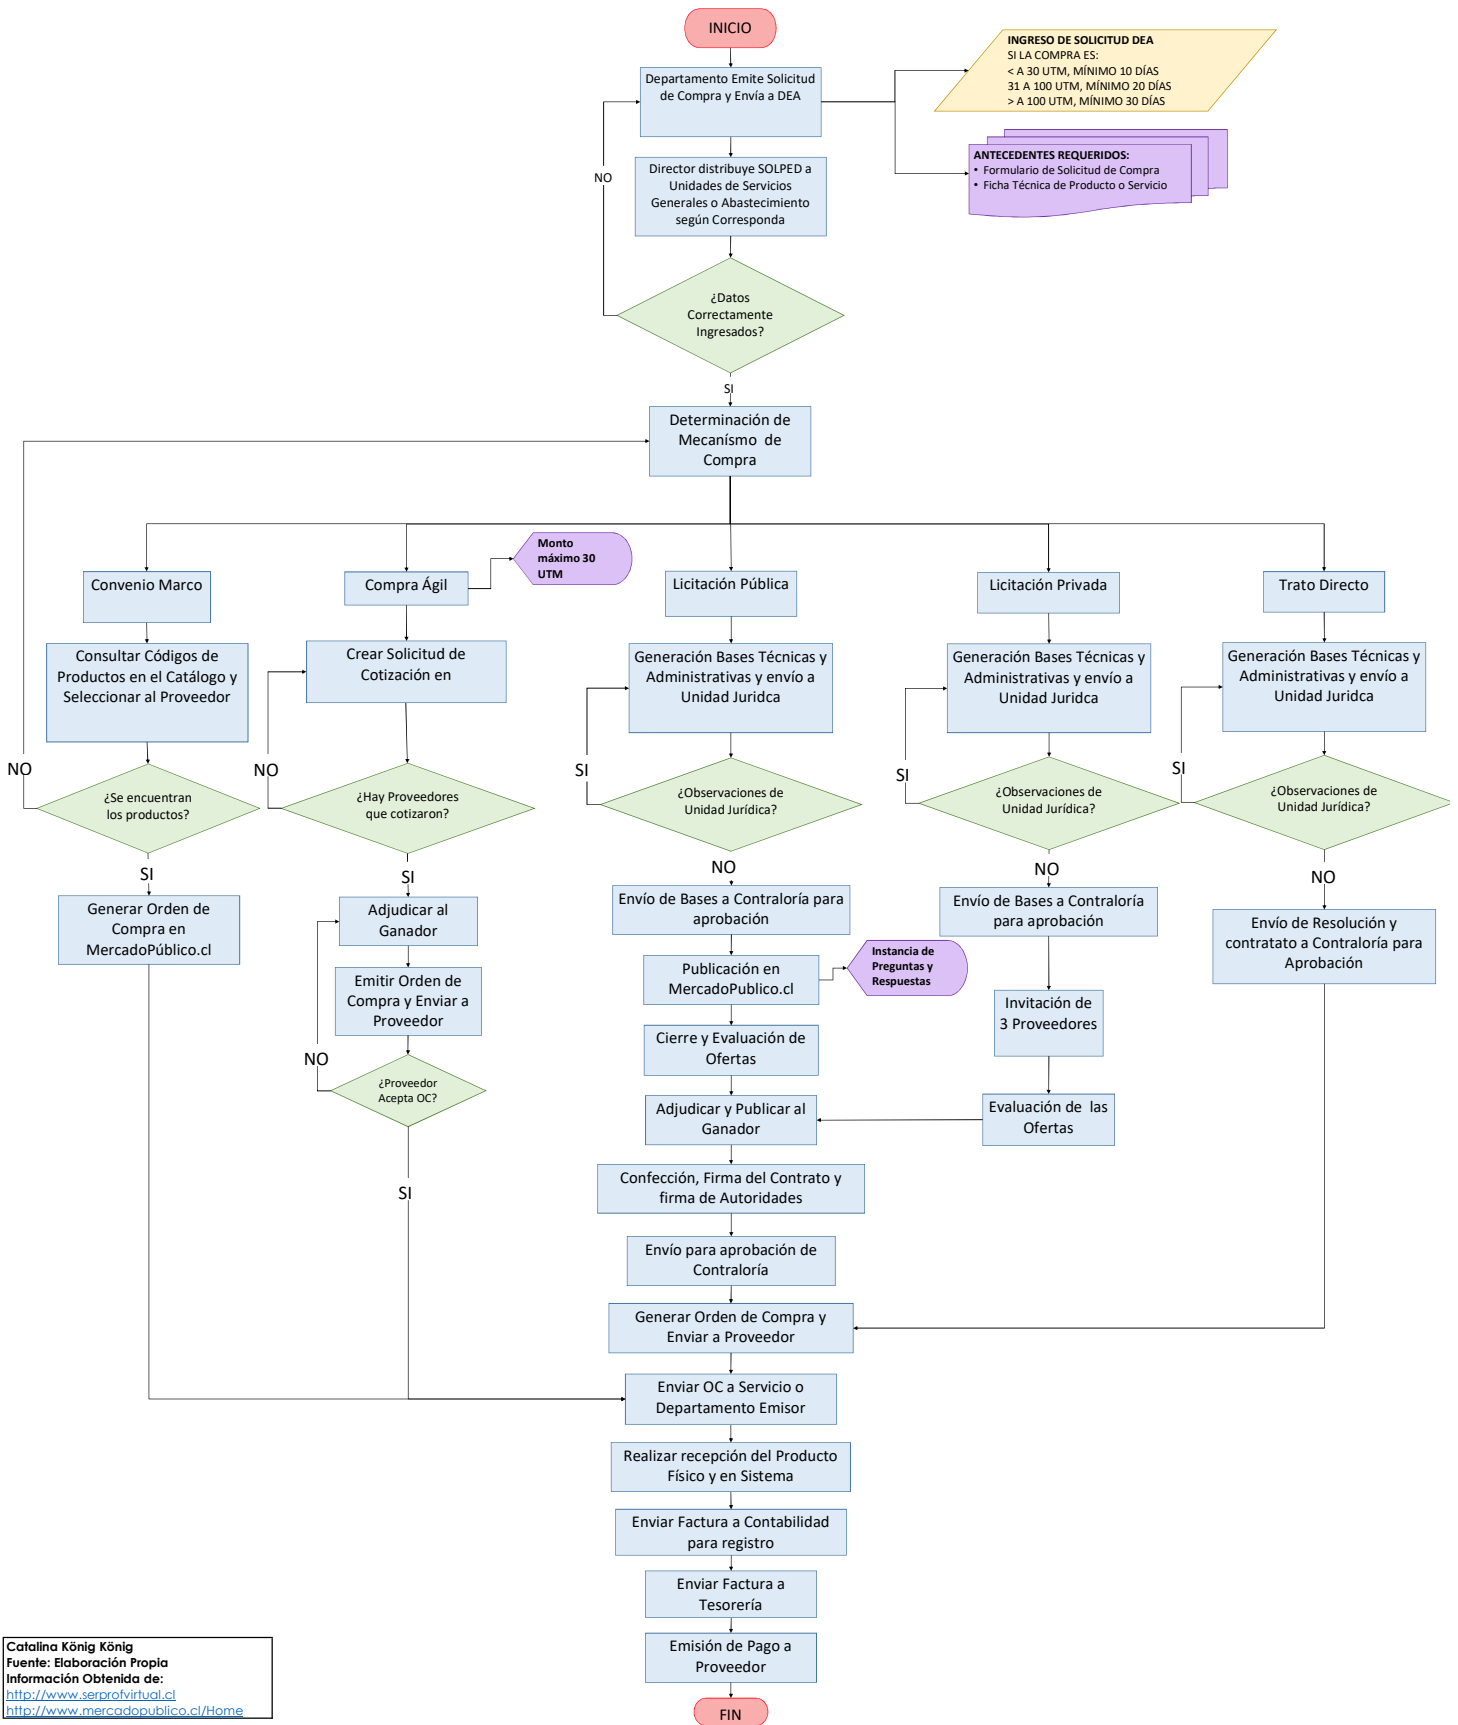 INICIO
INGRESO DE SOLICITUD DEA
SI LA COMPRA ES:
< A 30 UTM, MÍNIMO 10 DÍAS
31 A 100 UTM, MÍNIMO 20 DÍAS
> A 100 UTM, MÍNIMO 30 DÍAS
Departamento Emite Solicitud
de Compra y Envía a DEA
ANTECEDENTES REQUERIDOS:
• Formulario de Solicitud de Compra
• Ficha Técnica de Producto o Servicio
NO
Director distribuye SOLPED a
Unidades de Servicios
Generales o Abastecimiento
según Corresponda
¿Datos
Correctamente
Ingresados?
SI
Determinación de
Mecanísmo de
Compra
Monto
máximo 30
UTM
Convenio Marco
Compra Ágil
Licitación Pública
Licitación Privada
Trato Directo
Consultar Códigos de
Productos en el Catálogo y
Seleccionar al Proveedor
Crear Solicitud de
Cotización en
Generación Bases Técnicas y
Administrativas y envío a
Unidad Juridca
Generación Bases Técnicas y
Administrativas y envío a
Unidad Juridca
Generación Bases Técnicas y
Administrativas y envío a
Unidad Juridca
NO
NO
SI
SI
SI
¿Se encuentran
los productos?
¿Hay Proveedores
que cotizaron?
¿Observaciones de
Unidad Jurídica?
¿Observaciones de
Unidad Jurídica?
¿Observaciones de
Unidad Jurídica?
SI
SI
NO
NO
NO
Generar Orden de
Compra en
MercadoPúblico.cl
Adjudicar al
Ganador
Envío de Bases a Contraloría para
aprobación
Envío de Bases a Contraloría
para aprobación
Envío de Resolución y
contratato a Contraloría para
Aprobación
Emitir Orden de
Compra y Enviar a
Proveedor
Publicación en
MercadoPublico.cl
Instancia de
Preguntas y
Respuestas
Invitación de
3 Proveedores
NO
Cierre y Evaluación de
Ofertas
¿Proveedor
Acepta OC?
Adjudicar y Publicar al
Ganador
Evaluación de las
Ofertas
SI
Confección, Firma del Contrato y
firma de Autoridades
Envío para aprobación de
Contraloría
Generar Orden de Compra y
Enviar a Proveedor
Enviar OC a Servicio o
Departamento Emisor
Realizar recepción del Producto
Físico y en Sistema
Enviar Factura a Contabilidad
para registro
Enviar Factura a
Tesorería
Emisión de Pago a
Proveedor
FIN
Catalina König König
Fuente: Elaboración Propia
Información Obtenida de:
http://www.serprofvirtual.cl
http://www.mercadopublico.cl/Home